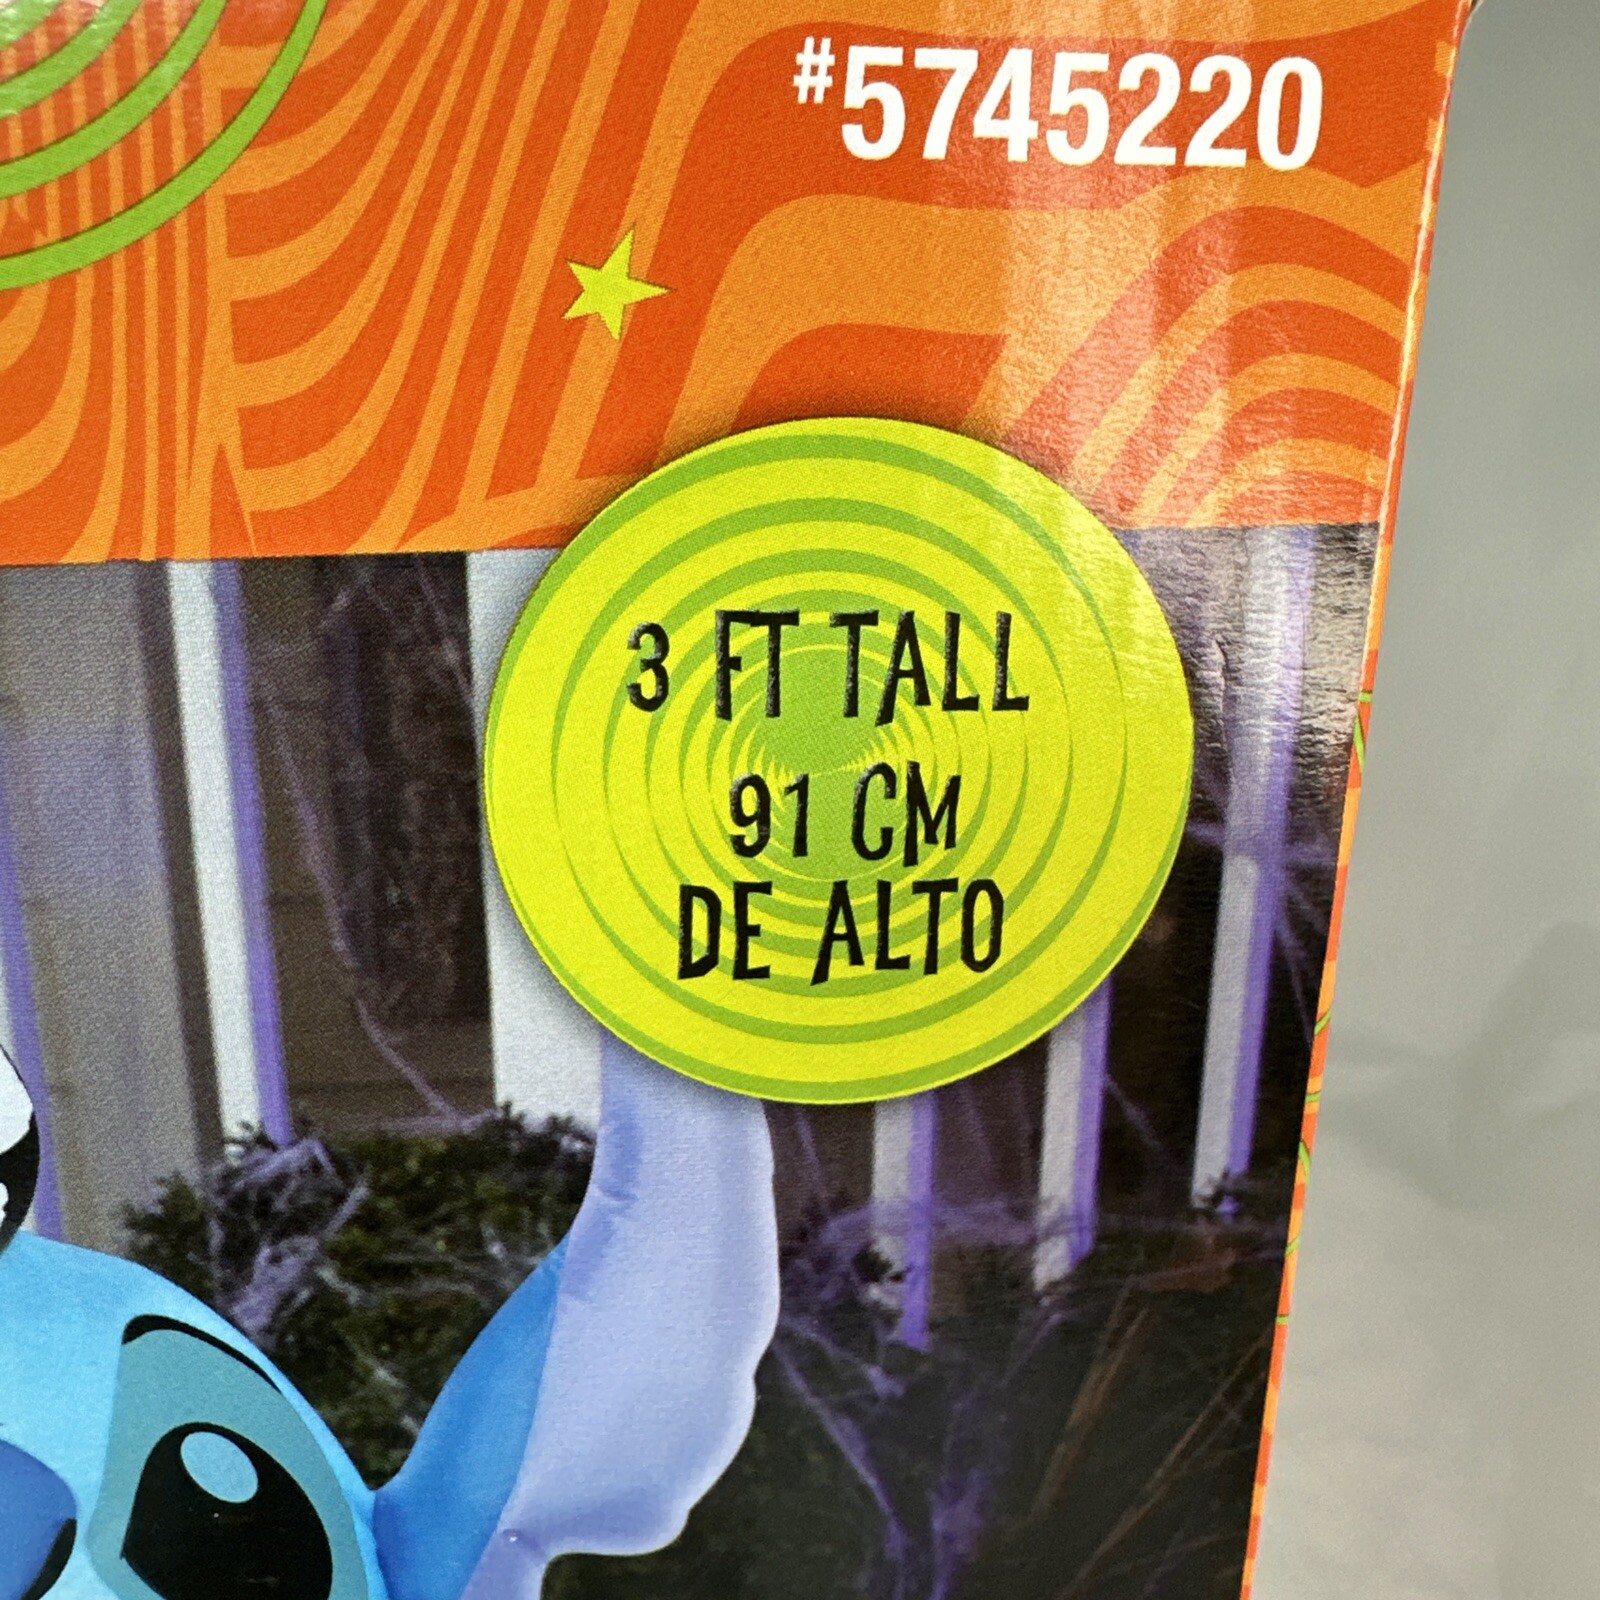 #5745220
3 FT TALL
91 CM
DE ALTO